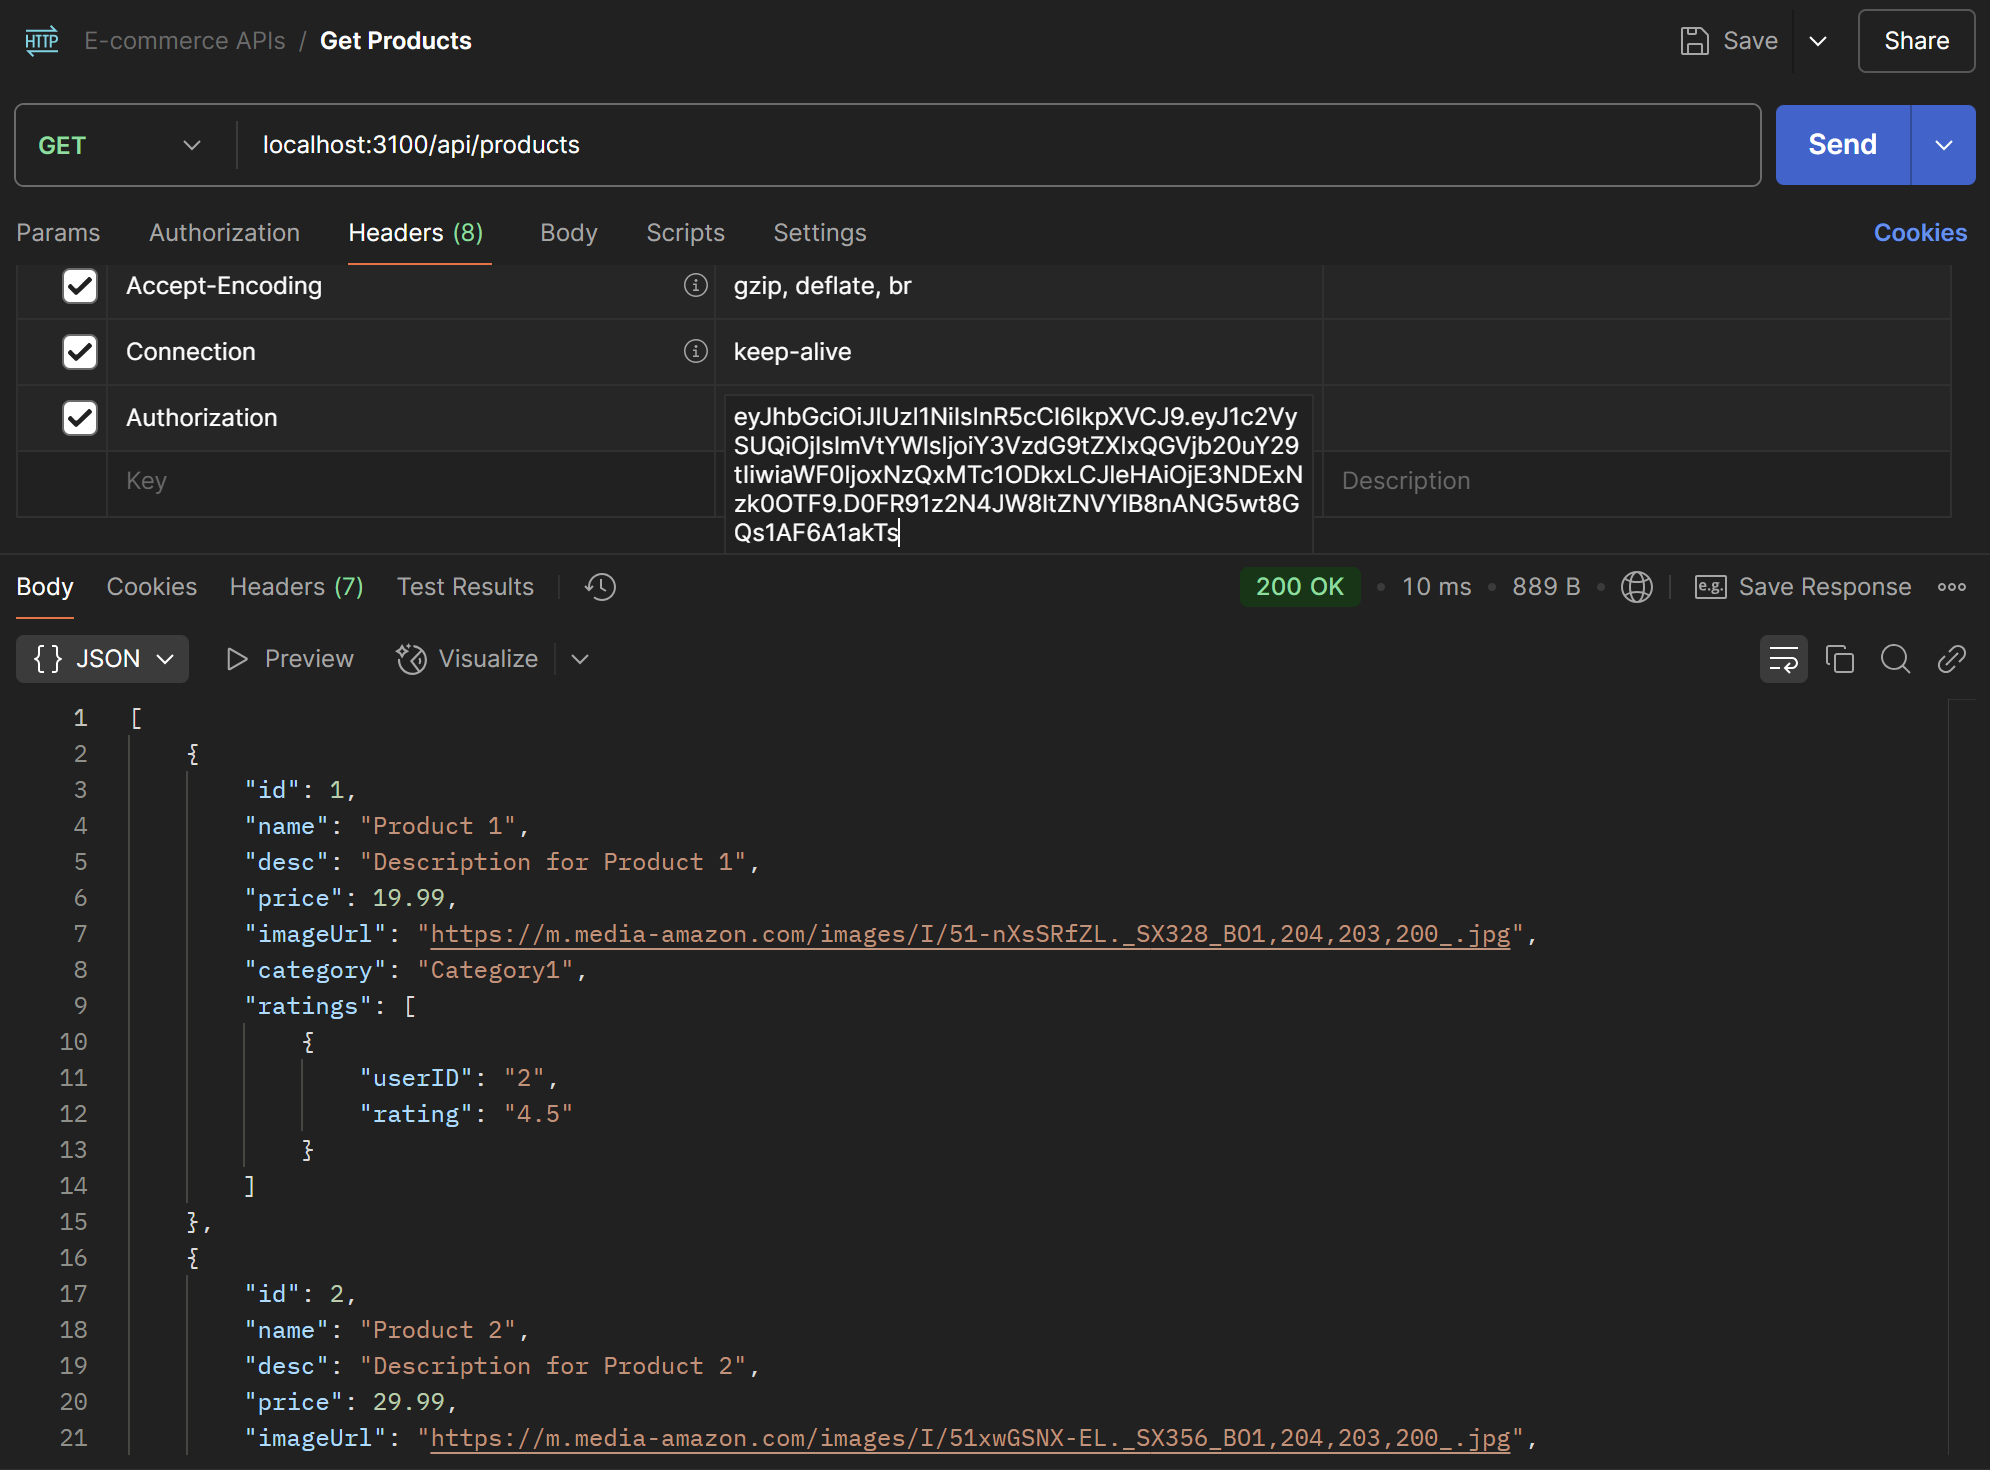 HTTP E-commerce APIs / Get Products
Save
Share
GET
localhost:3100/api/products
Send
Params Authorization Headers (8) Body Scripts Settings Cookies
Accept-Encoding gzip, deflate, br
Connection keep-alive
Authorization
eyJhbGciOiJIUzI1NiIsInR5cCI6IkpXVCJ9.eyJ1c2Vy
SUQiOjIsImVtYWlsIjoiY3VzdG9tZXIxQGVjb20uY29
tIiwiaWF0IjoxNzQxMTc1ODkxLCJleHAiOjE3NDExN
zk0OTF9.D0FR91z2N4JW8ItZNVYlB8nANG5wt8G
Qs1AF6A1akTs
Key Description
Body Cookies Headers (7) Test Results 200 OK • 10 ms • 889 B • e.g. Save Response
{} JSON Preview Visualize
1 [
2 {
3 "id": 1,
4 "name": "Product 1",
5 "desc": "Description for Product 1",
6 "price": 19.99,
7 "imageUrl": "https://m.media-amazon.com/images/I/51-nXsSRfZL._SX328_BO1,204,203,200_.jpg",
8 "category": "Category1",
9 "ratings": [
10 {
11 "userID": "2",
12 "rating": "4.5"
13 }
14 ]
15 },
16 {
17 "id": 2,
18 "name": "Product 2",
19 "desc": "Description for Product 2",
20 "price": 29.99,
21 "imageUrl": "https://m.media-amazon.com/images/I/51xwGSNX-EL._SX356_BO1,204,203,200_.jpg",